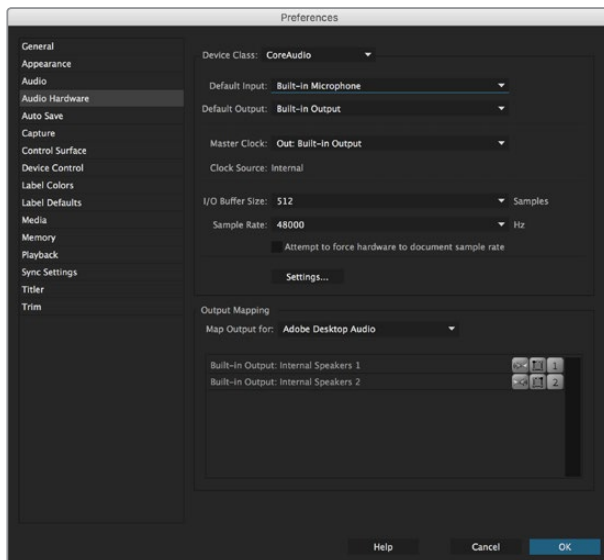 Preferences
General
Appearance
Audio
Audio Hardware
Auto Save
Capture
Control Surface
Device Control
Label Colors
Label Defaults
Media
Memory
Playback
Sync Settings
Titler
Trim
Device Class: CoreAudio
Default Input: Built-in Microphone
Default Output: Built-in Output
Master Clock: Out: Built-in Output
Clock Source: Internal
I/O Buffer Size: 512 Samples
Sample Rate: 48000 Hz
Attempt to force hardware to document sample rate
Settings...
Output Mapping
Map Output for: Adobe Desktop Audio
Built-in Output: Internal Speakers 1 1
Built-in Output: Internal Speakers 2 2
Help Cancel OK